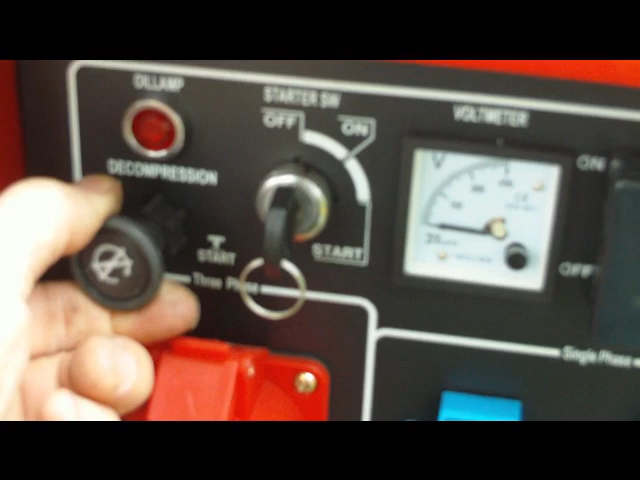 OILLAMP
STARTER SW
OFF
ON
VOLTMETER
V
ON
DECOMPRESSION
START
START
OFF
Three Phase
Single Phase